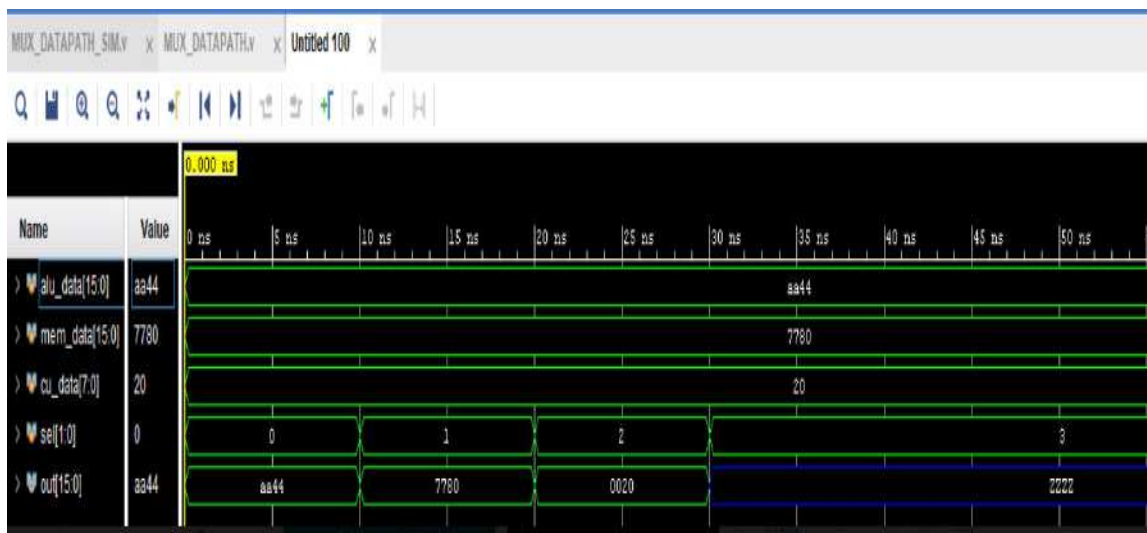 MUX_DATAPATH_SIM.v x MUX_DATAPATH.v x Untitled 100 x
0.000 ns
Name Value 0 ns 5 ns 10 ns 15 ns 20 ns 25 ns 30 ns 35 ns 40 ns 45 ns 50 ns
alu_data[15:0] aa44 aa44
mem_data[15:0] 7780 7780
cu_data[7:0] 20 20
sel[1:0] 0 0 1 2 3
out[15:0] aa44 aa44 7780 0020 ZZZZ